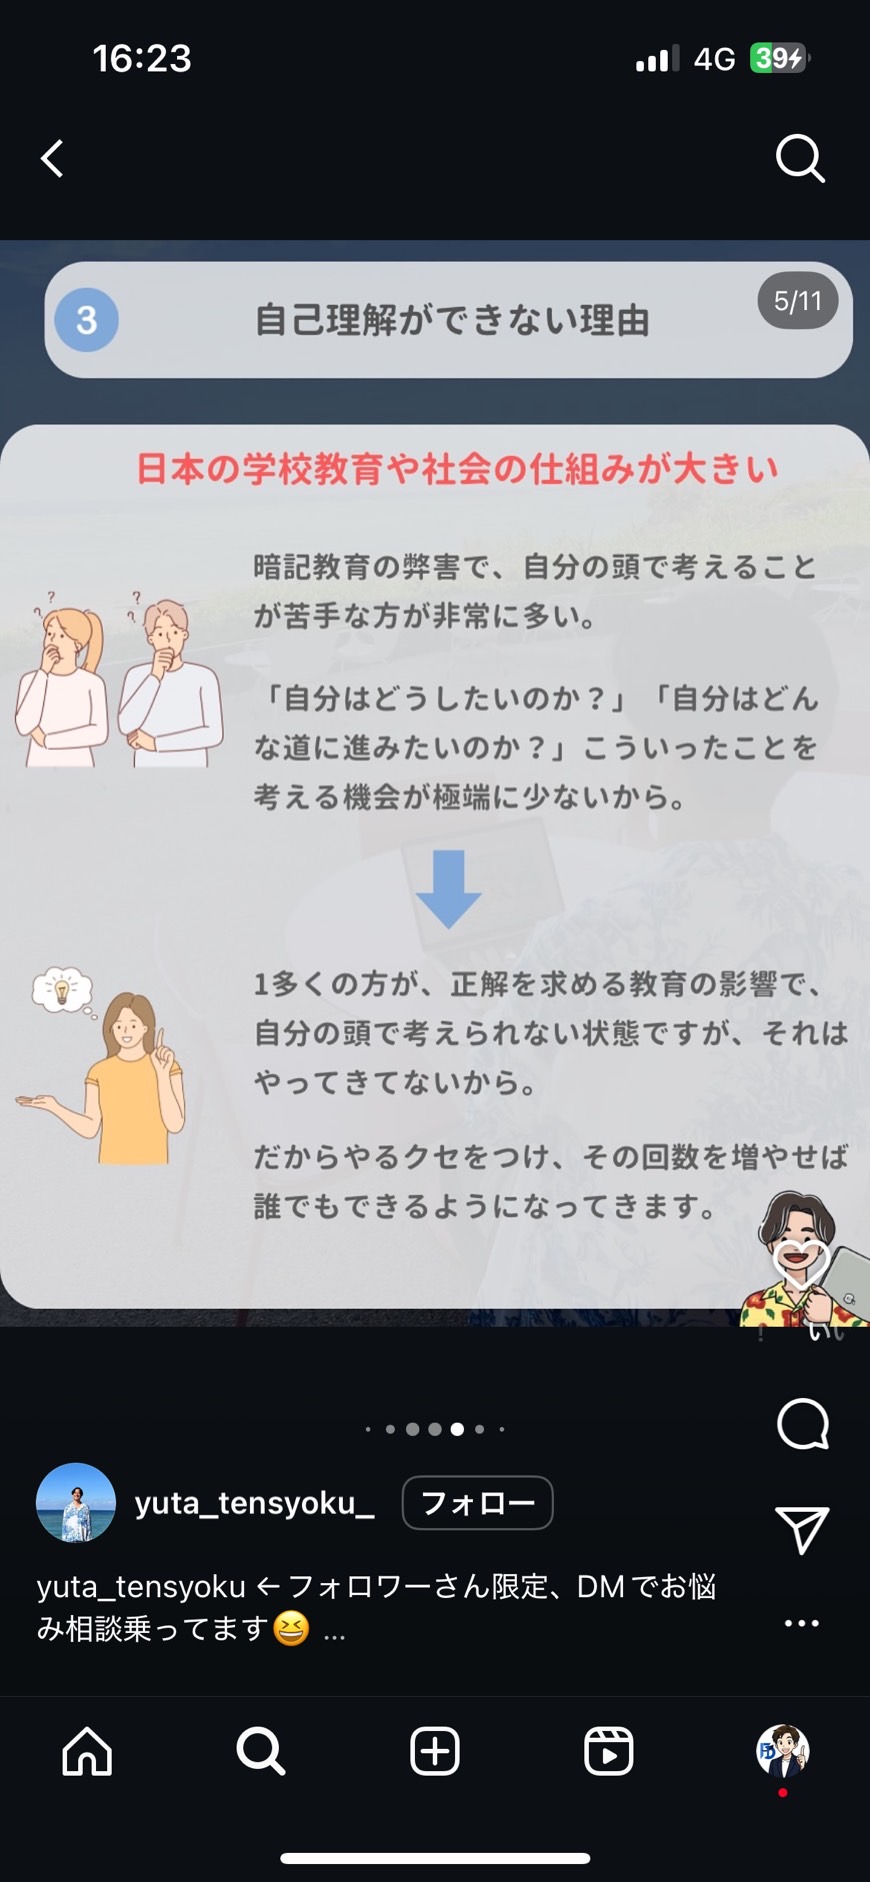 16:23
4G
39
3
自己理解ができない理由
5/11
日本の学校教育や社会の仕組みが大きい
暗記教育の弊害で、自分の頭で考えること
が苦手な方が非常に多い。
「自分はどうしたいのか？」「自分はどん
な道に進みたいのか？」こういったことを
考える機会が極端に少ないから。
? ?
? ?
1多くの方が、正解を求める教育の影響で、
自分の頭で考えられない状態ですが、それは
やってきてないから。
だからやるクセをつけ、その回数を増やせば
誰でもできるようになってきます。
yuta_tensyoku_
フォロー
yuta_tensyoku ← フォロワーさん限定、DMでお悩
み相談乗ってます😆 ...